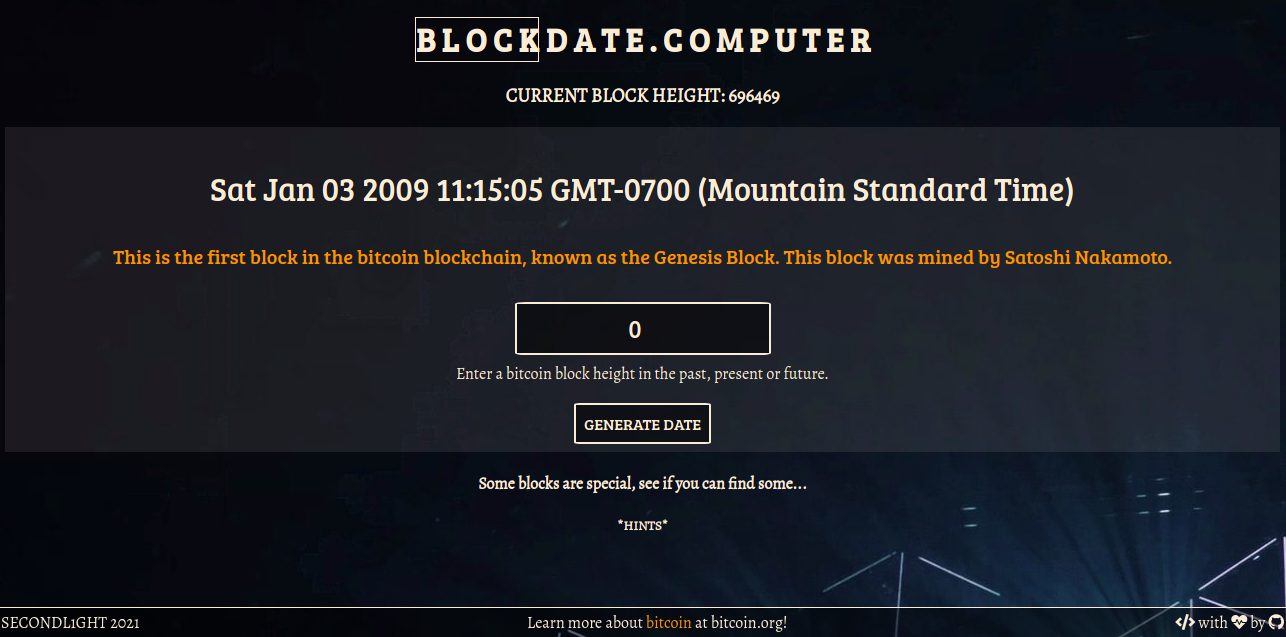 BLOCKDATE.COMPUTER
CURRENT BLOCK HEIGHT: 696469
Sat Jan 03 2009 11:15:05 GMT-0700 (Mountain Standard Time)
This is the first block in the bitcoin blockchain, known as the Genesis Block. This block was mined by Satoshi Nakamoto.
0
Enter a bitcoin block height in the past, present or future.
GENERATE DATE
Some blocks are special, see if you can find some...
*HINTS*
SECONDL1GHT 2021
Learn more about bitcoin at bitcoin.org!
</> with by